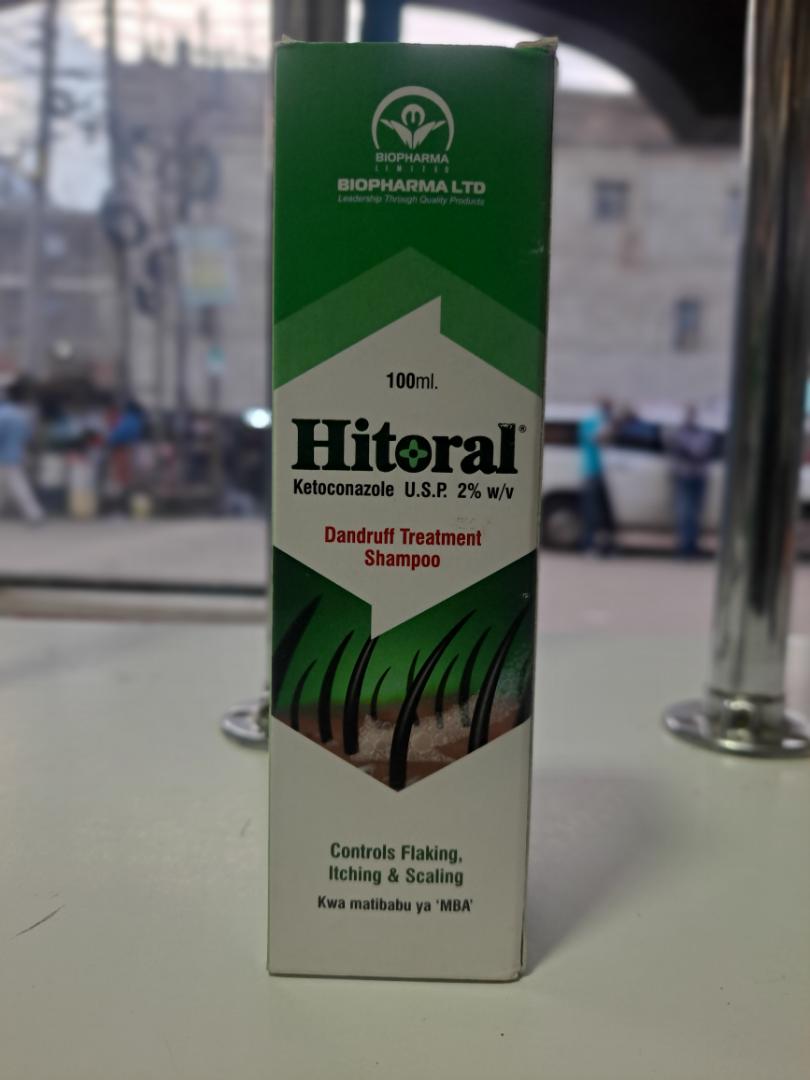 BIOPHARMA
LIMITED
BIOPHARMA LTD
Leadership Through Quality Products
100ml.
Hitoral®
Ketoconazole U.S.P. 2% w/v
Dandruff Treatment
Shampoo
Controls Flaking,
Itching & Scaling
Kwa matibabu ya 'MBA'